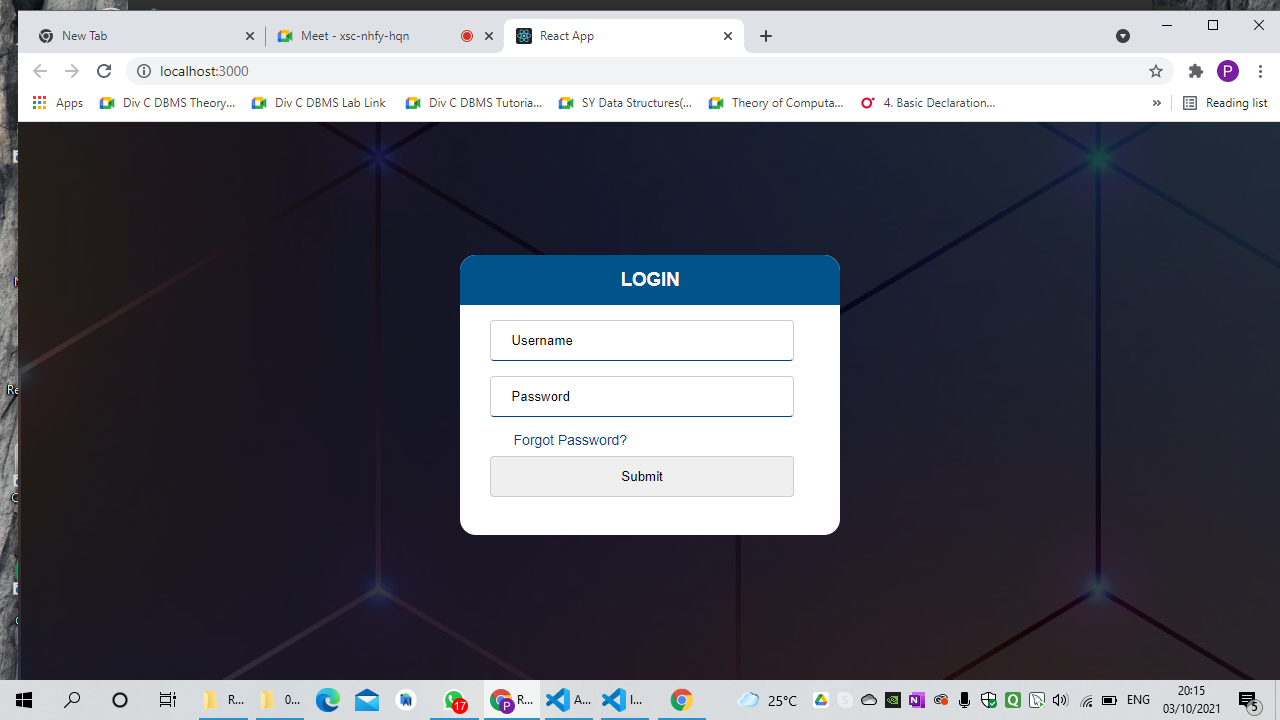 New Tab
Meet - xsc-nhfy-hqn
React App
localhost:3000
P
Apps
Div C DBMS Theory...
Div C DBMS Lab Link
Div C DBMS Tutoria...
SY Data Structures(...
Theory of Computa...
4. Basic Declaration...
»
Reading list
LOGIN
Username
Password
Forgot Password?
Submit
R...
0...
17
P
R...
A...
I...
25°C
ENG
20:15
03/10/2021
5